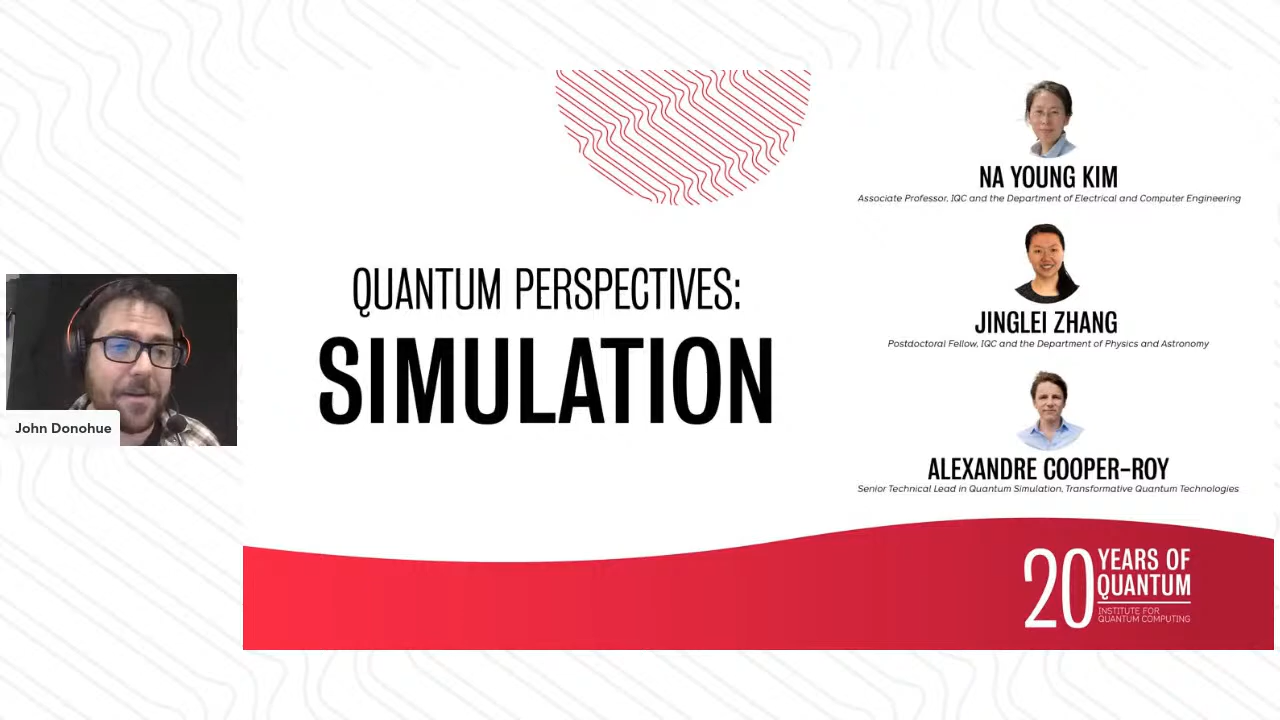 John Donohue
QUANTUM PERSPECTIVES:
SIMULATION
NA YOUNG KIM
Associate Professor, IQC and the Department of Electrical and Computer Engineering
JINGLEI ZHANG
Postdoctoral Fellow, IQC and the Department of Physics and Astronomy
ALEXANDRE COOPER-ROY
Senior Technical Lead in Quantum Simulation, Transformative Quantum Technologies
20 YEARS OF
QUANTUM
INSTITUTE FOR
QUANTUM COMPUTING